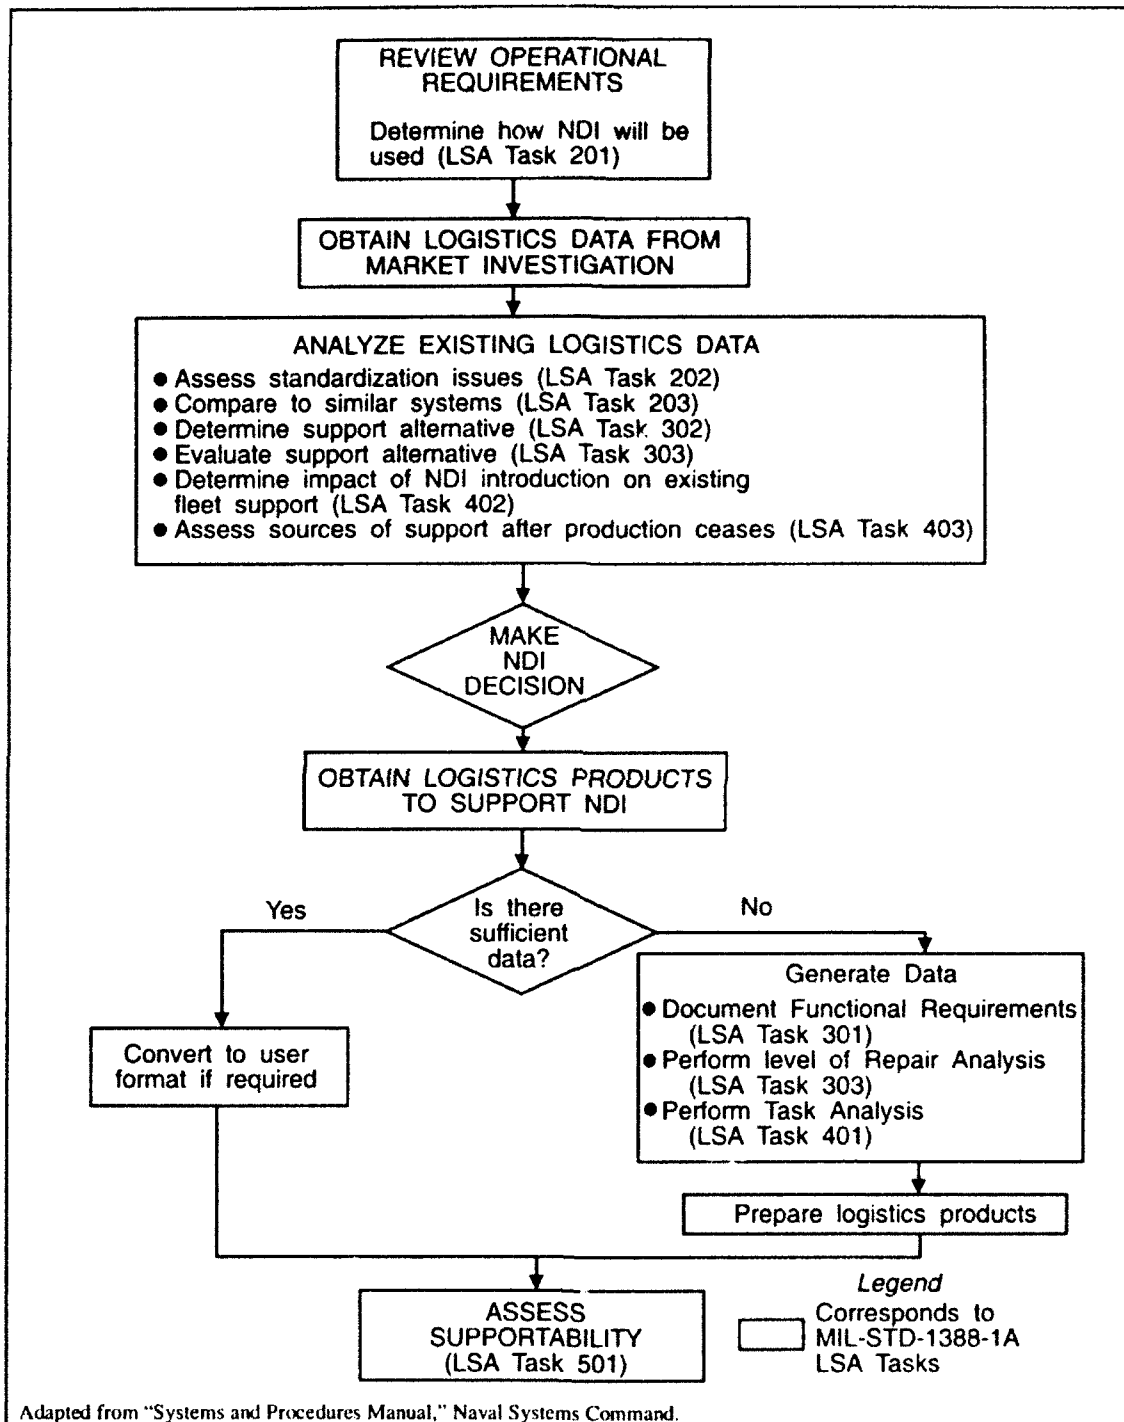 REVIEW OPERATIONAL
REQUIREMENTS
Determine how NDI will be
used (LSA Task 201)
OBTAIN LOGISTICS DATA FROM
MARKET INVESTIGATION
ANALYZE EXISTING LOGISTICS DATA
● Assess standardization issues (LSA Task 202)
● Compare to similar systems (LSA Task 203)
● Determine support alternative (LSA Task 302)
● Evaluate support alternative (LSA Task 303)
● Determine impact of NDI introduction on existing
fleet support (LSA Task 402)
● Assess sources of support after production ceases (LSA Task 403)
MAKE
NDI
DECISION
OBTAIN LOGISTICS PRODUCTS
TO SUPPORT NDI
Is there
sufficient
data?
Yes
No
Convert to user
format if required
Generate Data
● Document Functional Requirements
(LSA Task 301)
● Perform level of Repair Analysis
(LSA Task 303)
● Perform Task Analysis
(LSA Task 401)
Prepare logistics products
ASSESS
SUPPORTABILITY
(LSA Task 501)
Legend
Corresponds to
MIL-STD-1388-1A
LSA Tasks
Adapted from "Systems and Procedures Manual," Naval Systems Command.